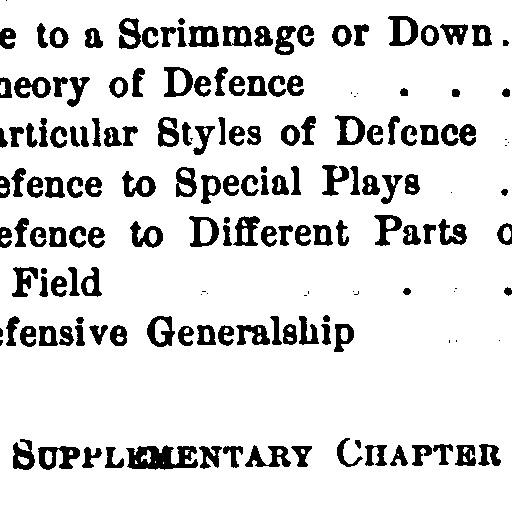 e to a Scrimmage or Down .
heory of Defence . . .
articular Styles of Defence
efence to Special Plays .
efence to Different Parts o
Field . .
efensive Generalship
SUPPLEMENTARY CHAPTER